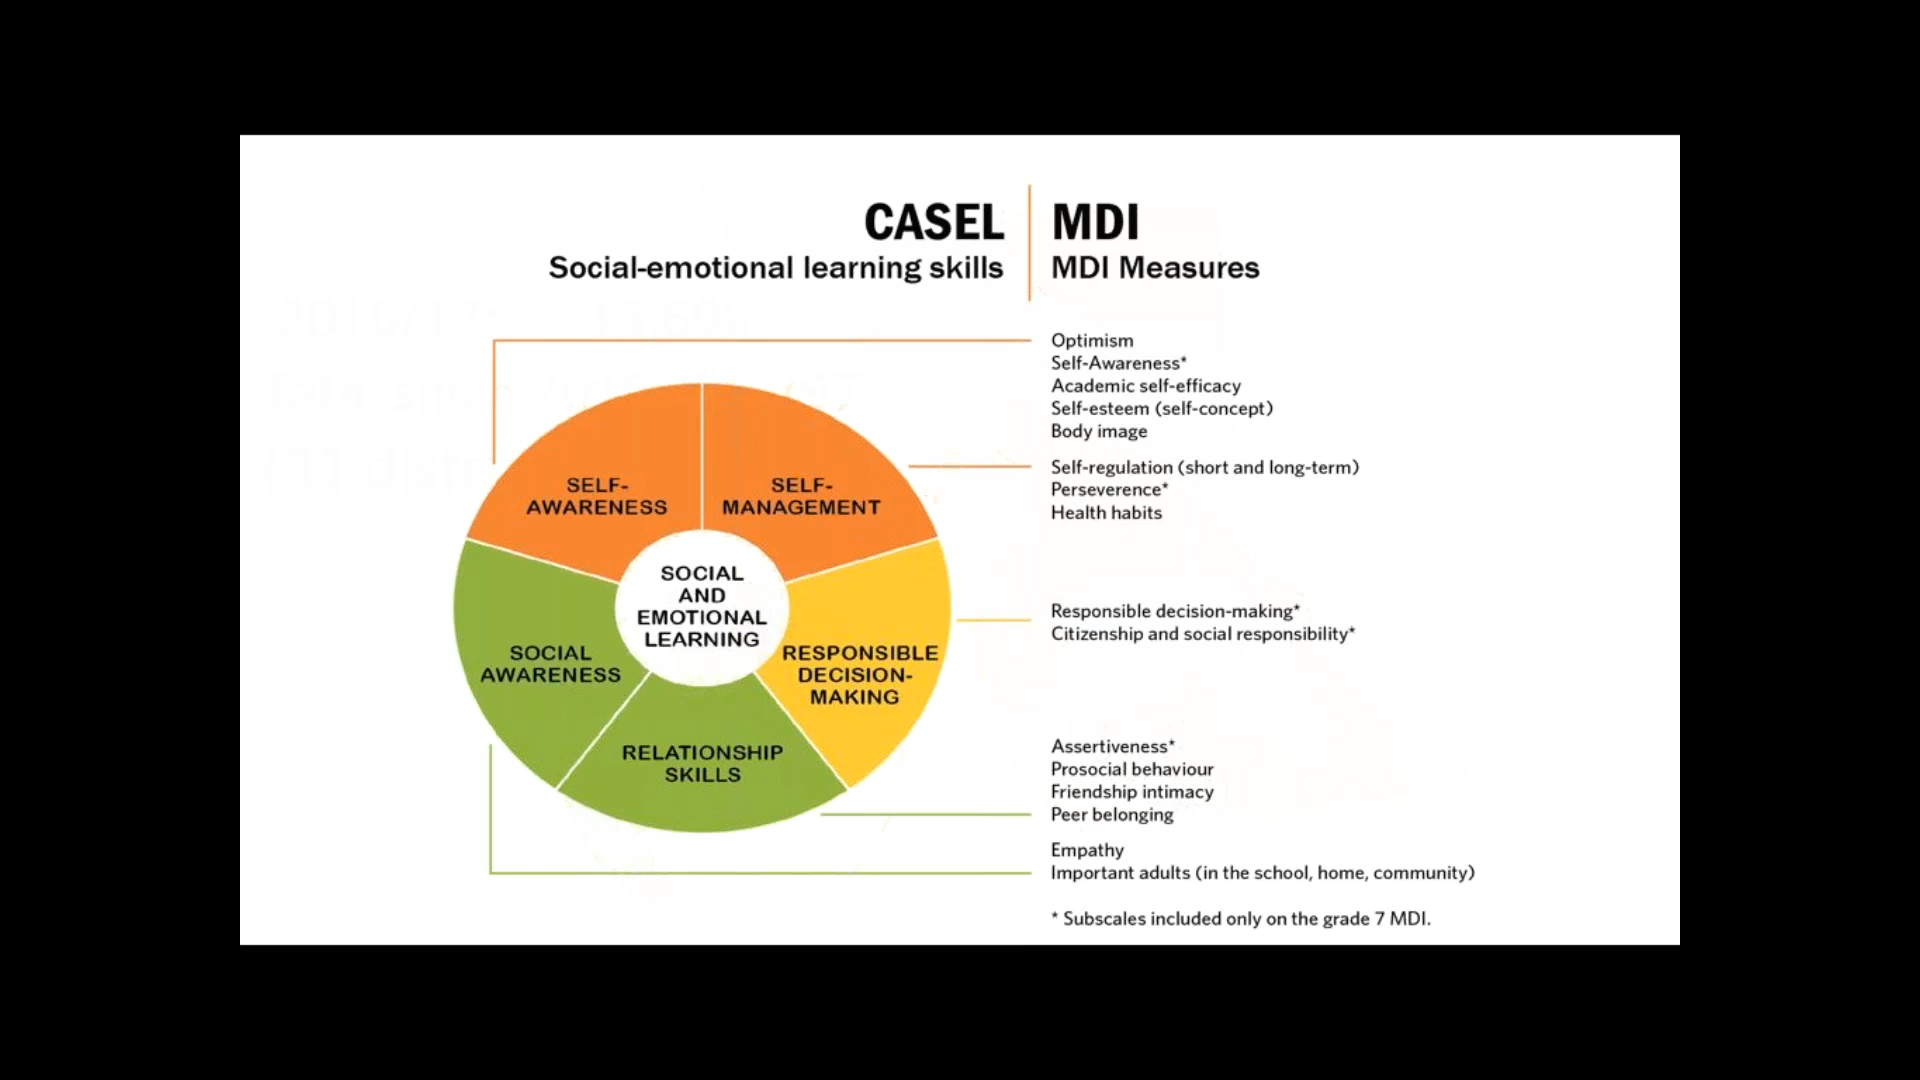 CASEL
Social-emotional learning skills
MDI
MDI Measures
Optimism
Self-Awareness*
Academic self-efficacy
Self-esteem (self-concept)
Body image
Self-regulation (short and long-term)
Perseverence*
Health habits
Responsible decision-making*
Citizenship and social responsibility*
Assertiveness*
Prosocial behaviour
Friendship intimacy
Peer belonging
Empathy
Important adults (in the school, home, community)
* Subscales included only on the grade 7 MDI.
SELF-
AWARENESS
SELF-
MANAGEMENT
SOCIAL
AND
EMOTIONAL
LEARNING
SOCIAL
AWARENESS
RESPONSIBLE
DECISION-
MAKING
RELATIONSHIP
SKILLS